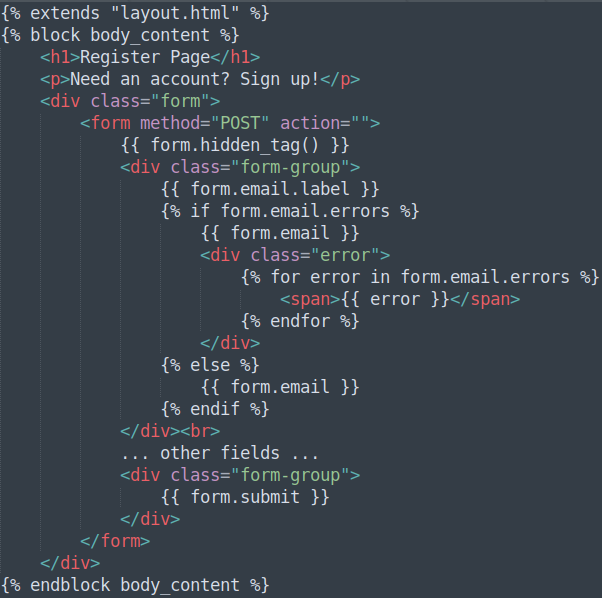 {% extends "layout.html" %}
{% block body_content %}
    <h1>Register Page</h1>
    <p>Need an account? Sign up!</p>
    <div class="form">
        <form method="POST" action="">
            {{ form.hidden_tag() }}
            <div class="form-group">
                {{ form.email.label }}
                {% if form.email.errors %}
                    {{ form.email }}
                    <div class="error">
                        {% for error in form.email.errors %}
                            <span>{{ error }}</span>
                        {% endfor %}
                    </div>
                {% else %}
                    {{ form.email }}
                {% endif %}
            </div><br>
            ... other fields ...
            <div class="form-group">
                {{ form.submit }}
            </div>
        </form>
    </div>
{% endblock body_content %}